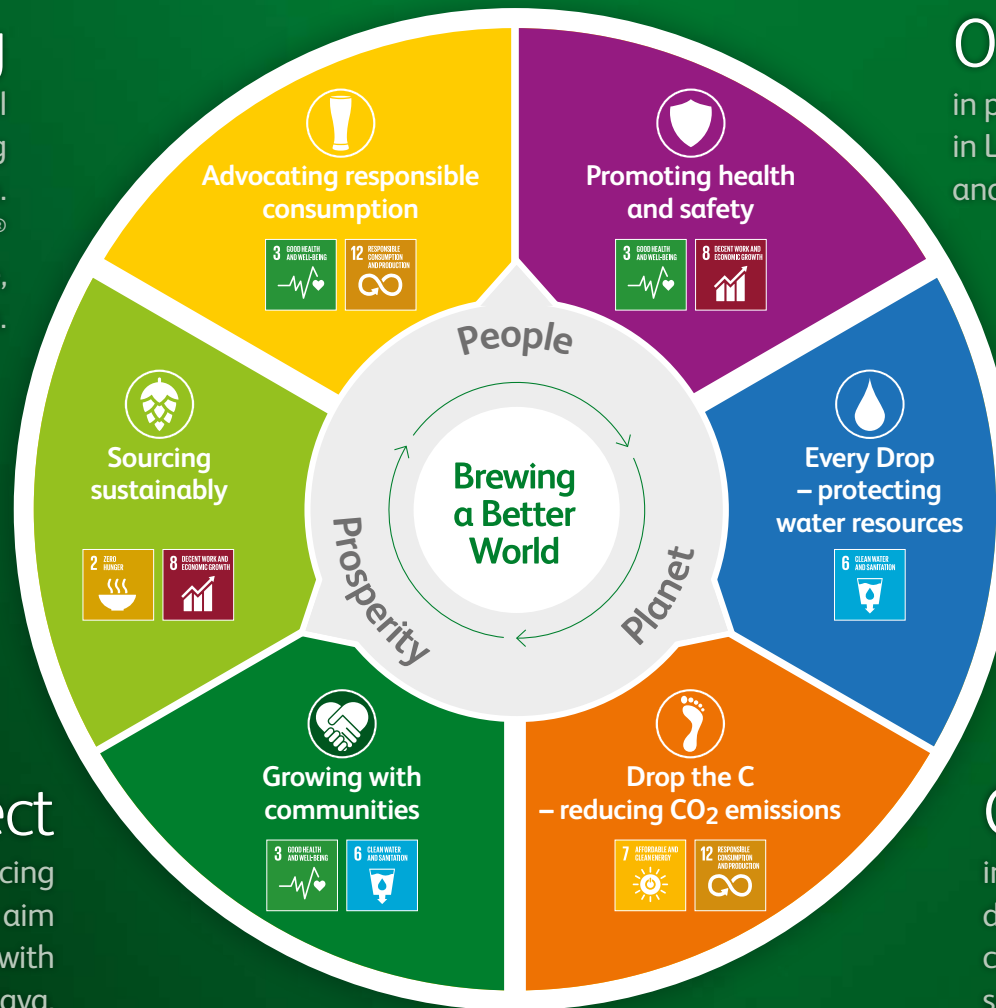 Advocating responsible
consumption
3 GOOD HEALTH
AND WELL-BEING
12 RESPONSIBLE
CONSUMPTION
AND PRODUCTION
Promoting health
and safety
3 GOOD HEALTH
AND WELL-BEING
8 DECENT WORK AND
ECONOMIC GROWTH
in
in L
People
Sourcing
sustainably
2 ZERO
HUNGER
8 DECENT WORK AND
ECONOMIC GROWTH
Brewing
a Better
World
Every Drop
– protecting
water resources
6 CLEAN WATER
AND SANITATION
Prosperity
Planet
Growing with
communities
3 GOOD HEALTH
AND WELL-BEING
6 CLEAN WATER
AND SANITATION
Drop the C
– reducing CO₂ emissions
7 AFFORDABLE AND
CLEAN ENERGY
12 RESPONSIBLE
CONSUMPTION
AND PRODUCTION
ect
cing
aim
with
ava.